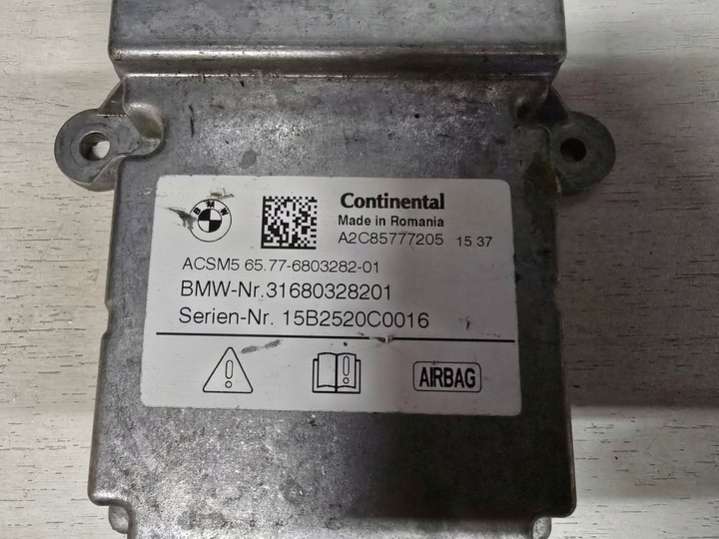 BMW
Continental
Made in Romania
A2C85777205 15 37
ACSM5 65.77-6803282-01
BMW-Nr.31680328201
Serien-Nr. 15B2520C0016
AIRBAG